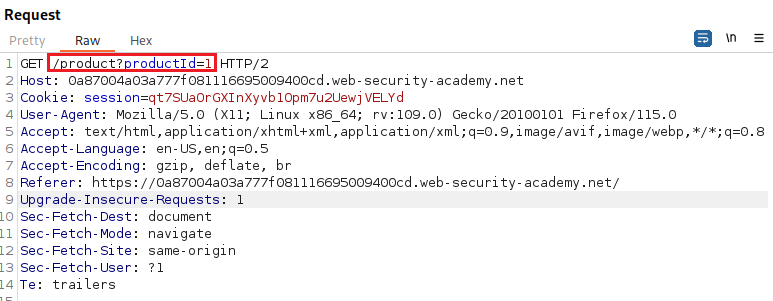 Request
Pretty Raw Hex
\n
1 GET /product?productId=1 HTTP/2
2 Host: 0a87004a03a777f081116695009400cd.web-security-academy.net
3 Cookie: session=qt7SUaOrGXInXyvb1Opm7u2UewjVELYd
4 User-Agent: Mozilla/5.0 (X11; Linux x86_64; rv:109.0) Gecko/20100101 Firefox/115.0
5 Accept: text/html,application/xhtml+xml,application/xml;q=0.9,image/avif,image/webp,*/*;q=0.8
6 Accept-Language: en-US,en;q=0.5
7 Accept-Encoding: gzip, deflate, br
8 Referer: https://0a87004a03a777f081116695009400cd.web-security-academy.net/
9 Upgrade-Insecure-Requests: 1
10 Sec-Fetch-Dest: document
11 Sec-Fetch-Mode: navigate
12 Sec-Fetch-Site: same-origin
13 Sec-Fetch-User: ?1
14 Te: trailers